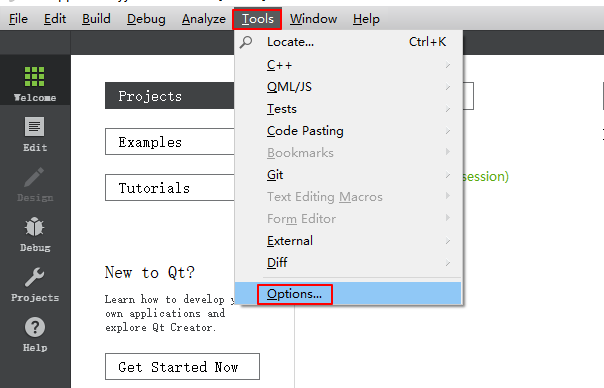 File Edit Build Debug Analyze Tools Window Help
Locate... Ctrl+K
C++
QML/JS
Tests
Code Pasting
Bookmarks
Git
Text Editing Macros
Form Editor
External
Diff
Options...
Welcome
Edit
Design
Debug
Projects
Help
Projects
Examples
Tutorials
session)
New to Qt?
Learn how to develop
own applications and
explore Qt Creator.
Get Started Now